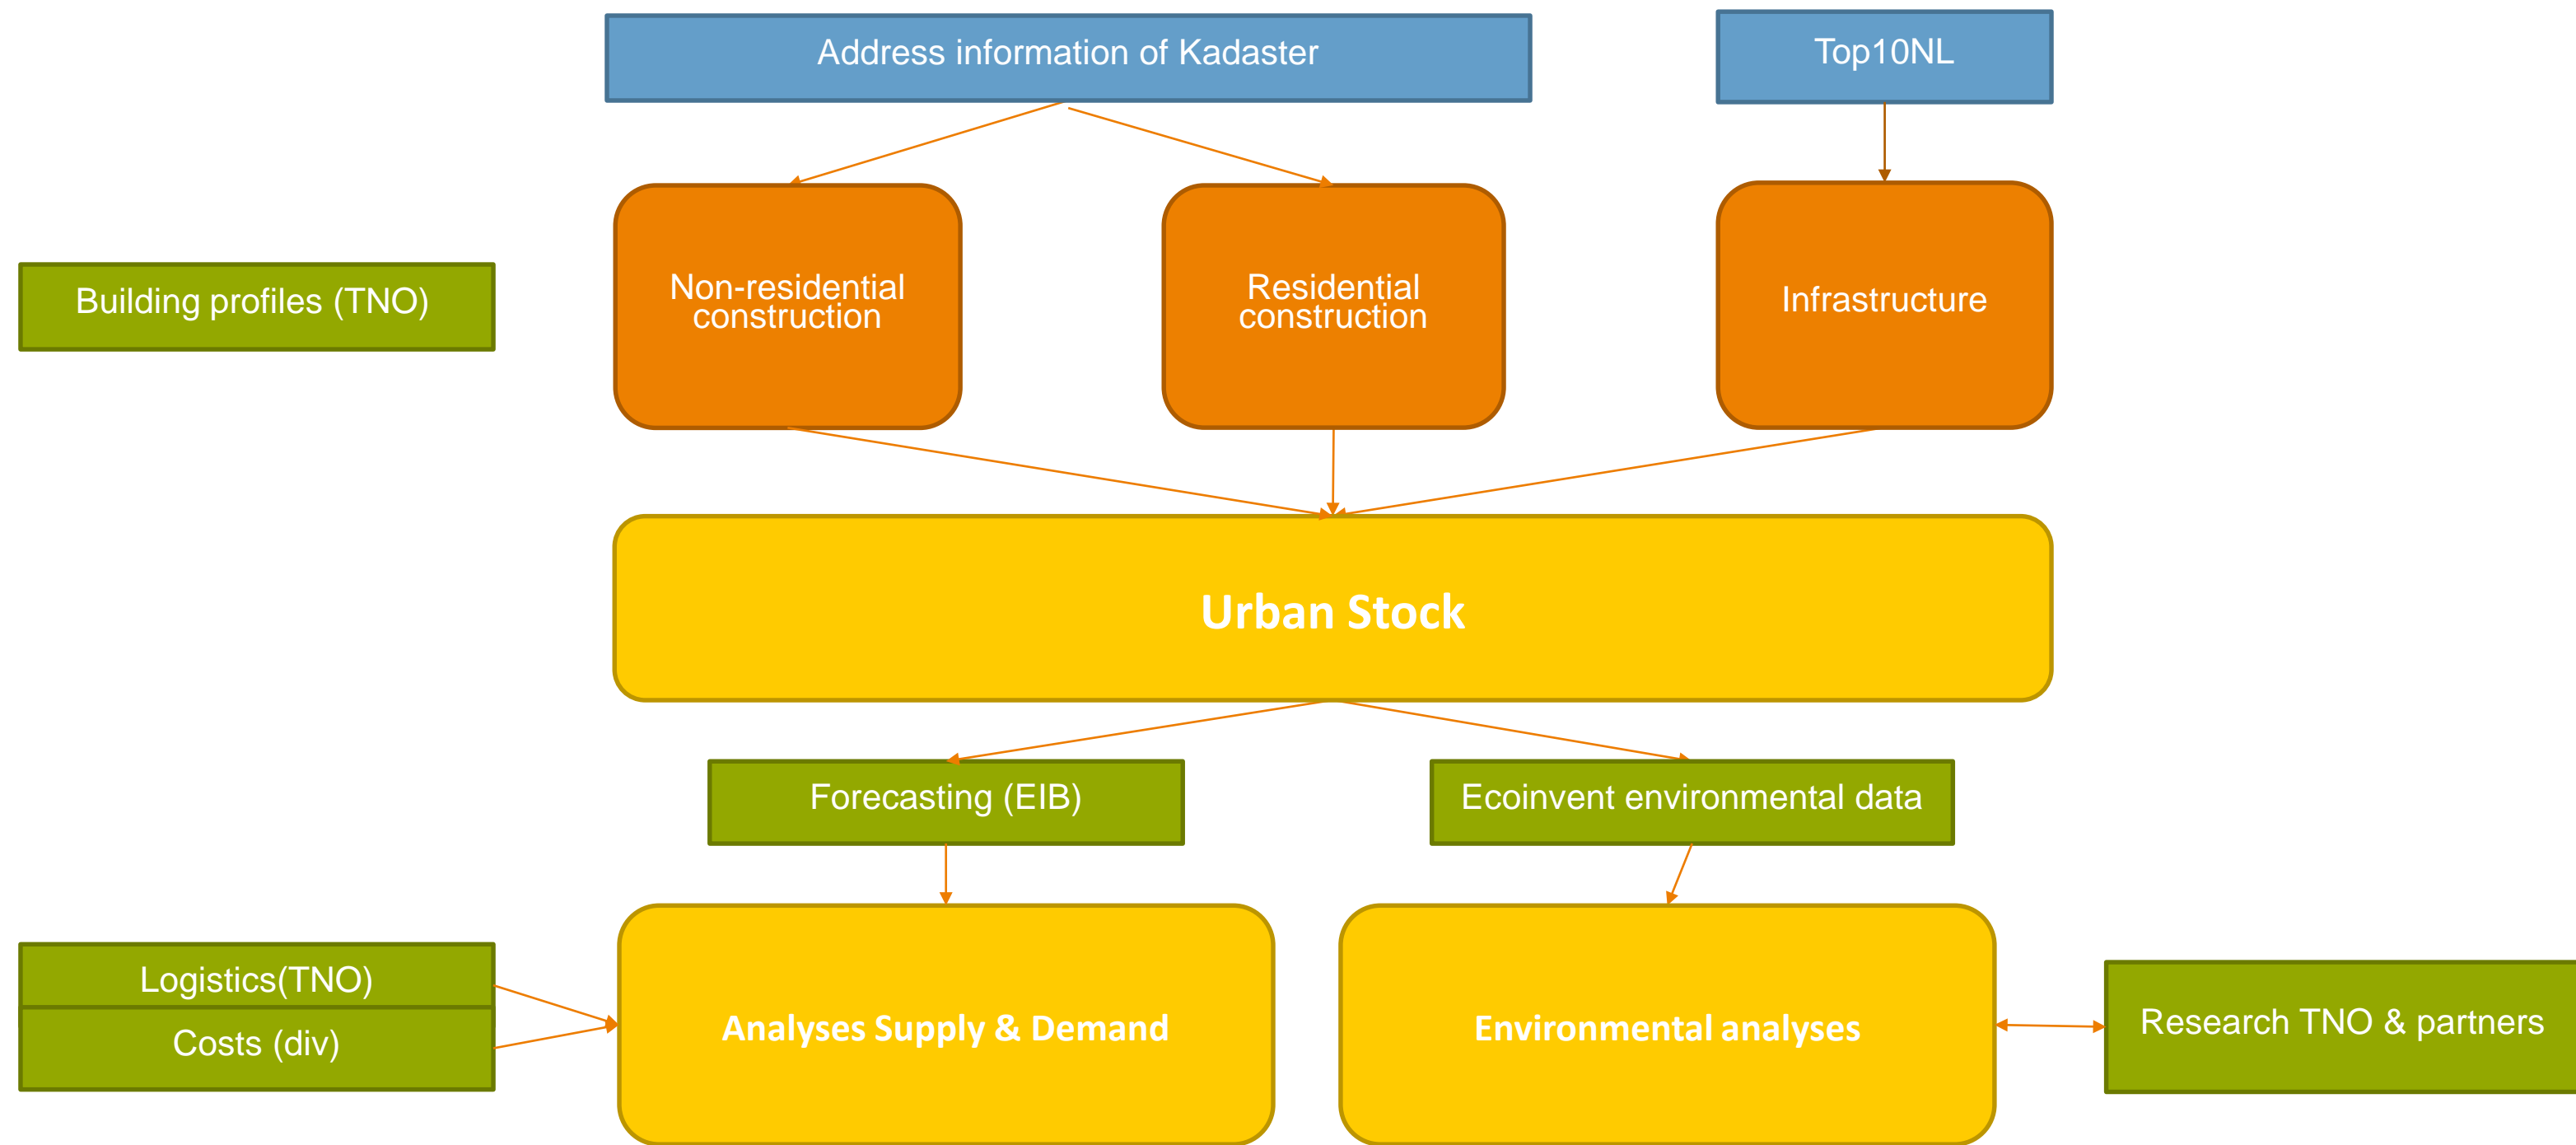 Address information of Kadaster
Top10NL
Building profiles (TNO)
Non-residential
construction
Residential
construction
Infrastructure
Urban Stock
Forecasting (EIB)
Ecoinvent environmental data
Logistics(TNO)
Costs (div)
Analyses Supply & Demand
Environmental analyses
Research TNO & partners